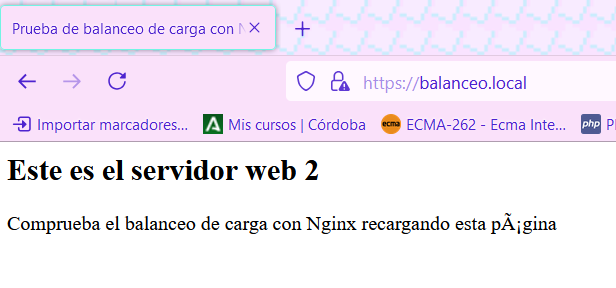 Prueba de balanceo de carga con N
https://balanceo.local
Importar marcadores... Mis cursos | Córdoba ecma ECMA-262 - Ecma Inte... php P
Este es el servidor web 2
Comprueba el balanceo de carga con Nginx recargando esta pÃ¡gina